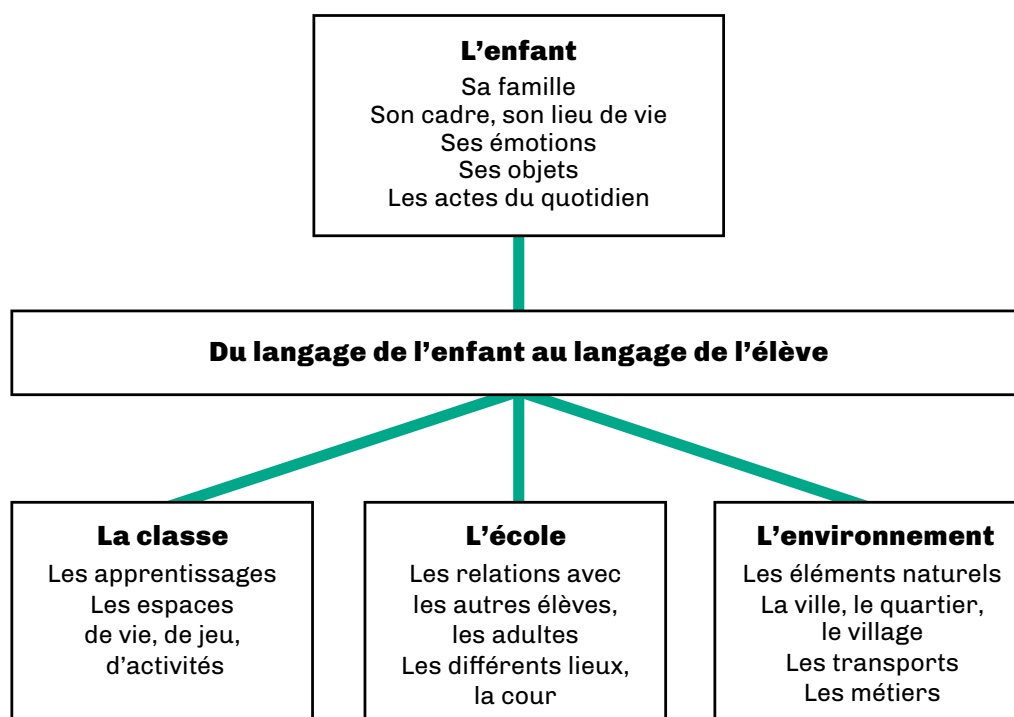 L’enfant
Sa famille
Son cadre, son lieu de vie
Ses émotions
Ses objets
Les actes du quotidien
Du langage de l’enfant au langage de l’élève
La classe
Les apprentissages
Les espaces
de vie, de jeu,
d’activités
L’école
Les relations avec
les autres élèves,
les adultes
Les différents lieux,
la cour
L’environnement
Les éléments naturels
La ville, le quartier,
le village
Les transports
Les métiers